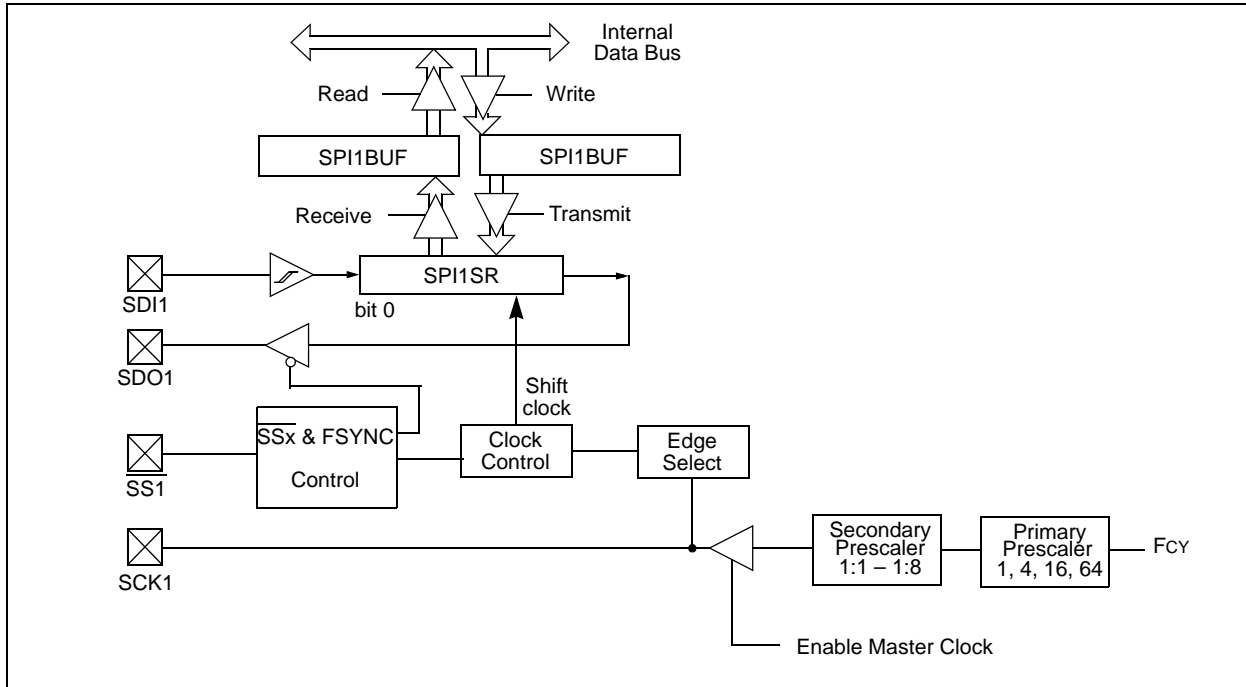 Internal
Data Bus
Read
Write
SPI1BUF
SPI1BUF
Receive
Transmit
SDI1
SPI1SR
bit 0
SDO1
Shift
clock
SSx & FSYNC
Control
Clock
Control
Edge
Select
SS1
Secondary
Prescaler
1:1 – 1:8
Primary
Prescaler
1, 4, 16, 64
FCY
SCK1
Enable Master Clock